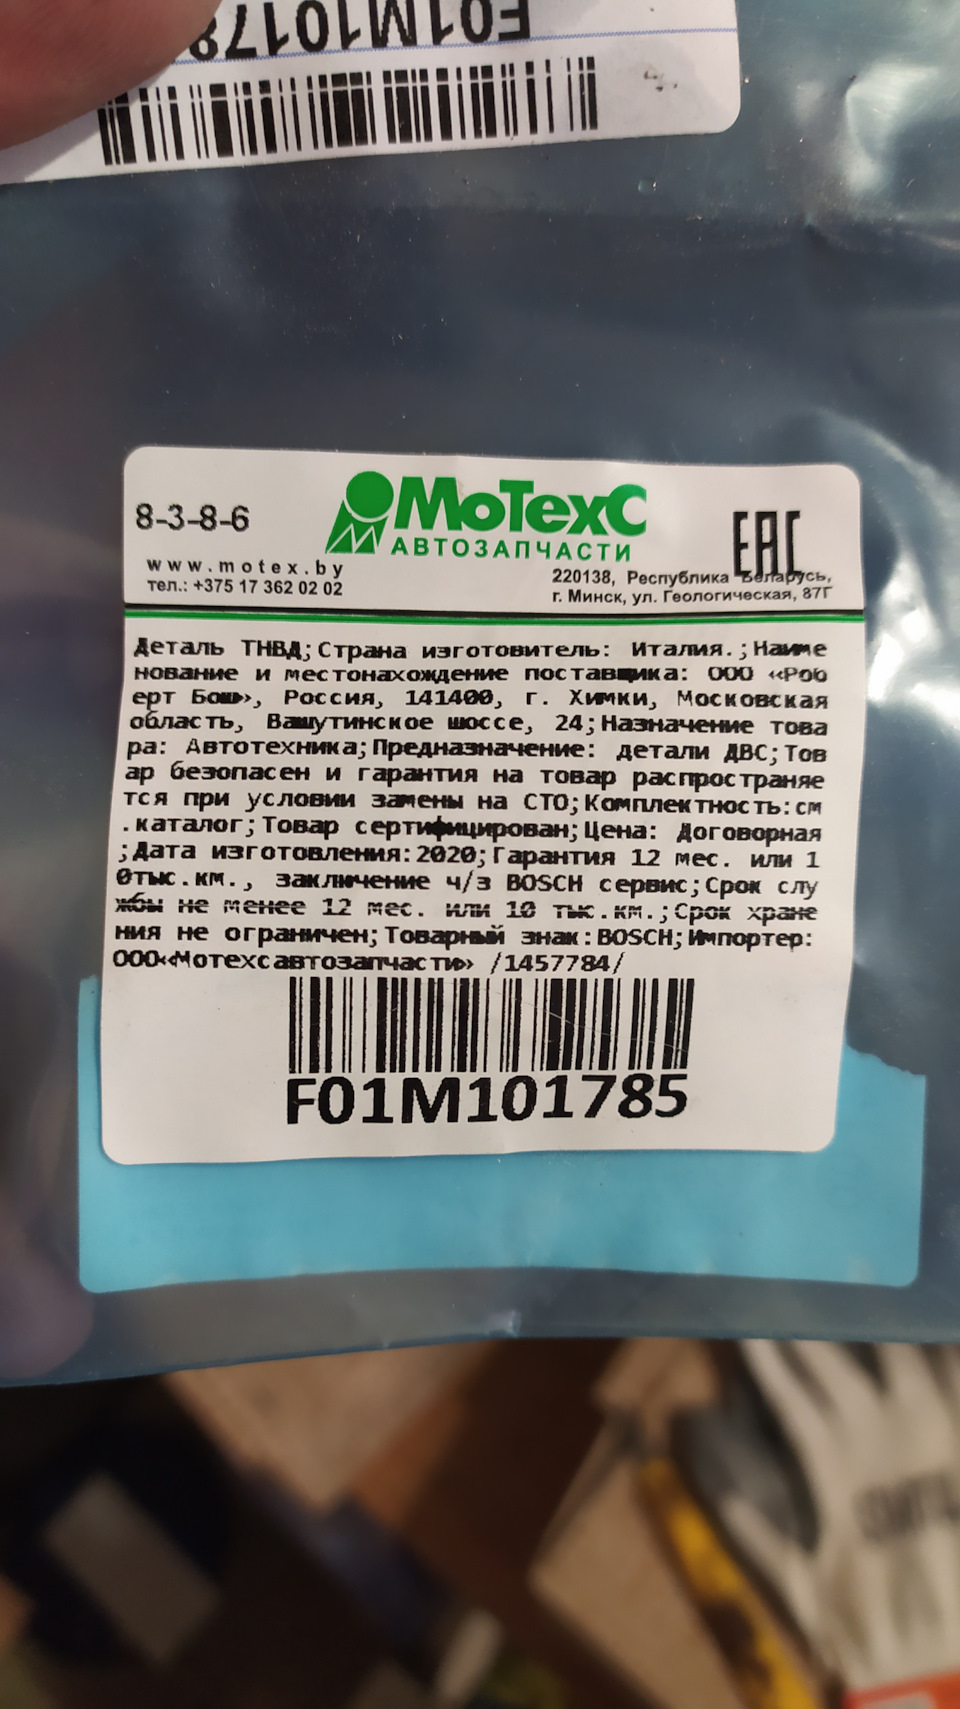 F01M10178
8-3-8-6
МоТехС
АВТОЗАПЧАСТИ
EAC
www.motex.by
тел.: +375 17 362 02 02
220138, Республика Беларусь,
г. Минск, ул. Геологическая, 87Г
Деталь ТНВД;Страна изготовитель: Италия.;Наиме
нование и местонахождение поставщика: ООО «Роб
ерт Бош», Россия, 141400, г. Химки, Московская
область, Вашутинское шоссе, 24;Назначение това
ра: Автотехника;Предназначение: детали ДВС;Тов
ар безопасен и гарантия на товар распространяе
тся при условии замены на СТО;Комплектность:см
.каталог;Товар сертифицирован;Цена: Договорная
;Дата изготовления:2020;Гарантия 12 мес. или 1
0тыс.км., заключение ч/з BOSCH сервис;Срок слу
жбы не менее 12 мес. или 10 тыс.км.;Срок хране
ния не ограничен;Товарный знак:BOSCH;Импортер:
ООО«Мотехсавтозапчасти» /1457784/
F01M101785